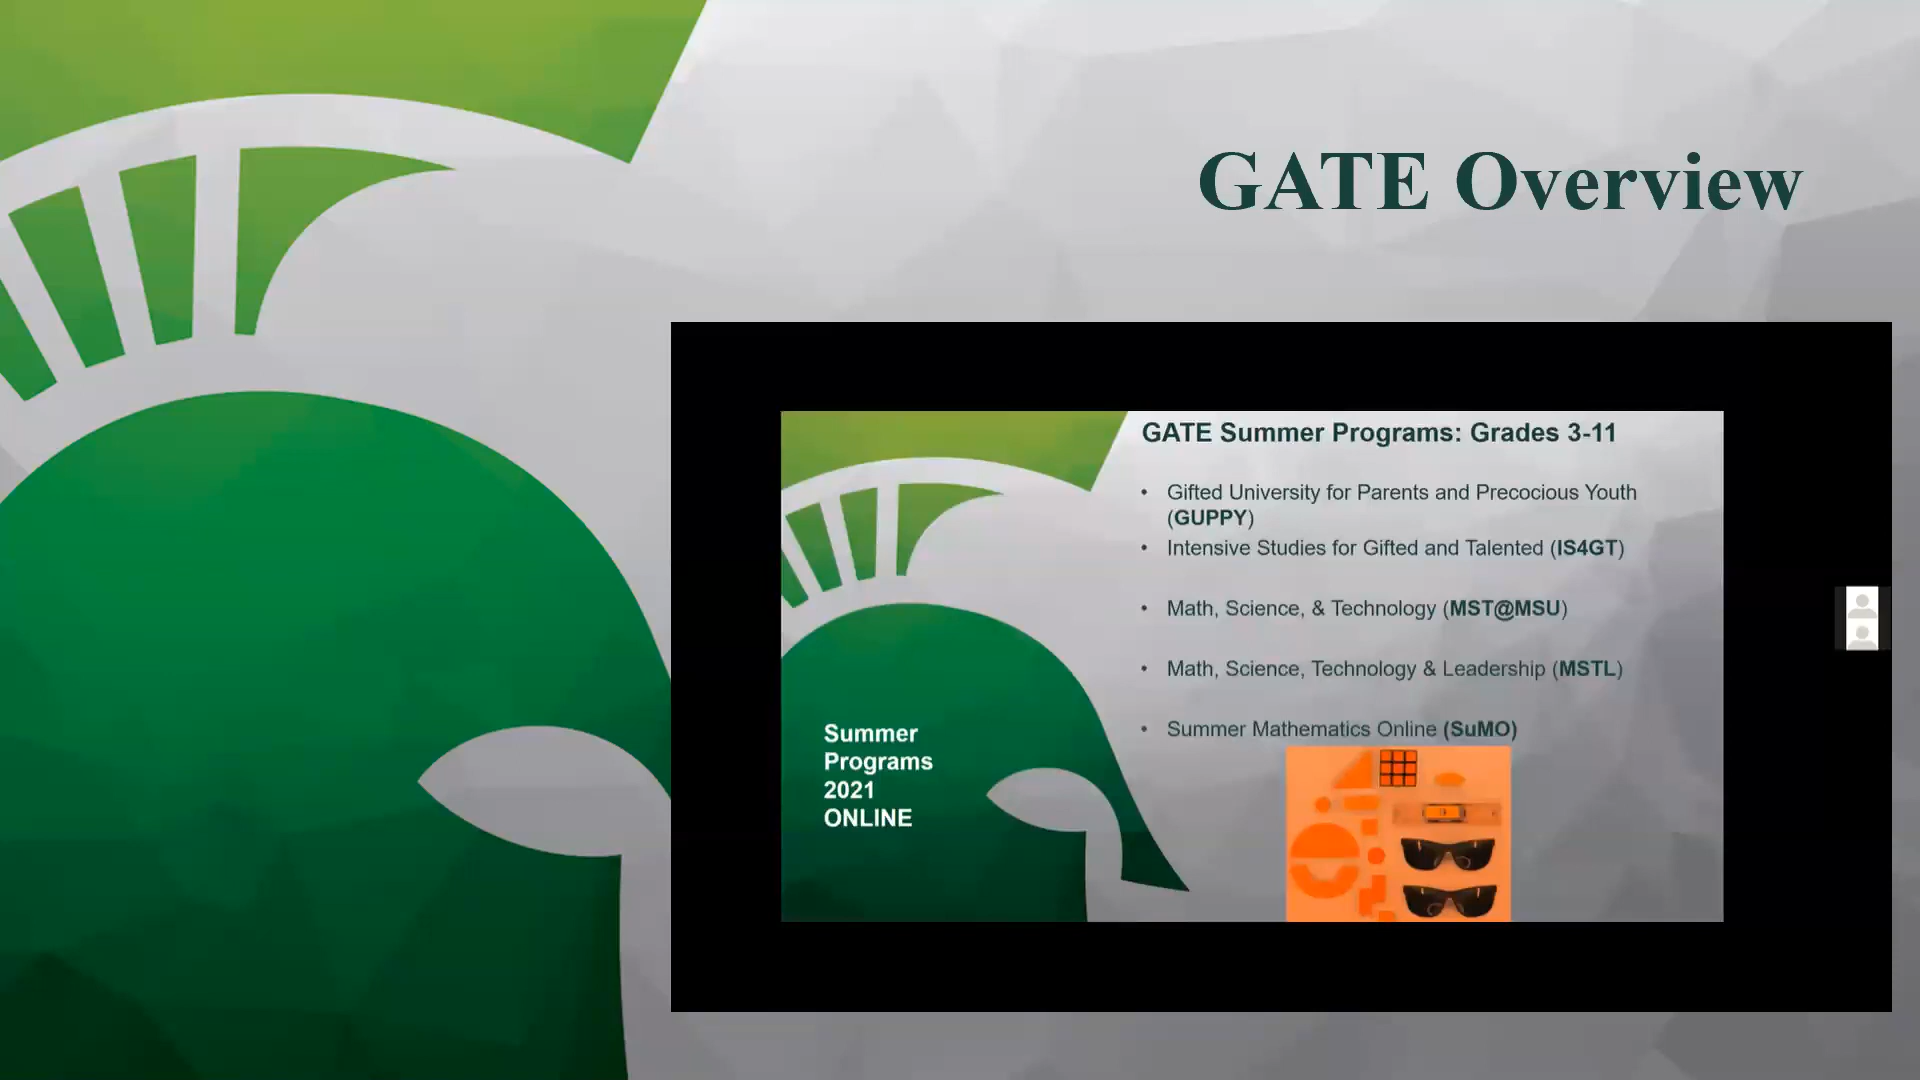 GATE Overview
GATE Summer Programs: Grades 3-11
• Gifted University for Parents and Precocious Youth
(GUPPY)
• Intensive Studies for Gifted and Talented (IS4GT)
• Math, Science, & Technology (MST@MSU)
• Math, Science, Technology & Leadership (MSTL)
• Summer Mathematics Online (SuMO)
Summer
Programs
2021
ONLINE